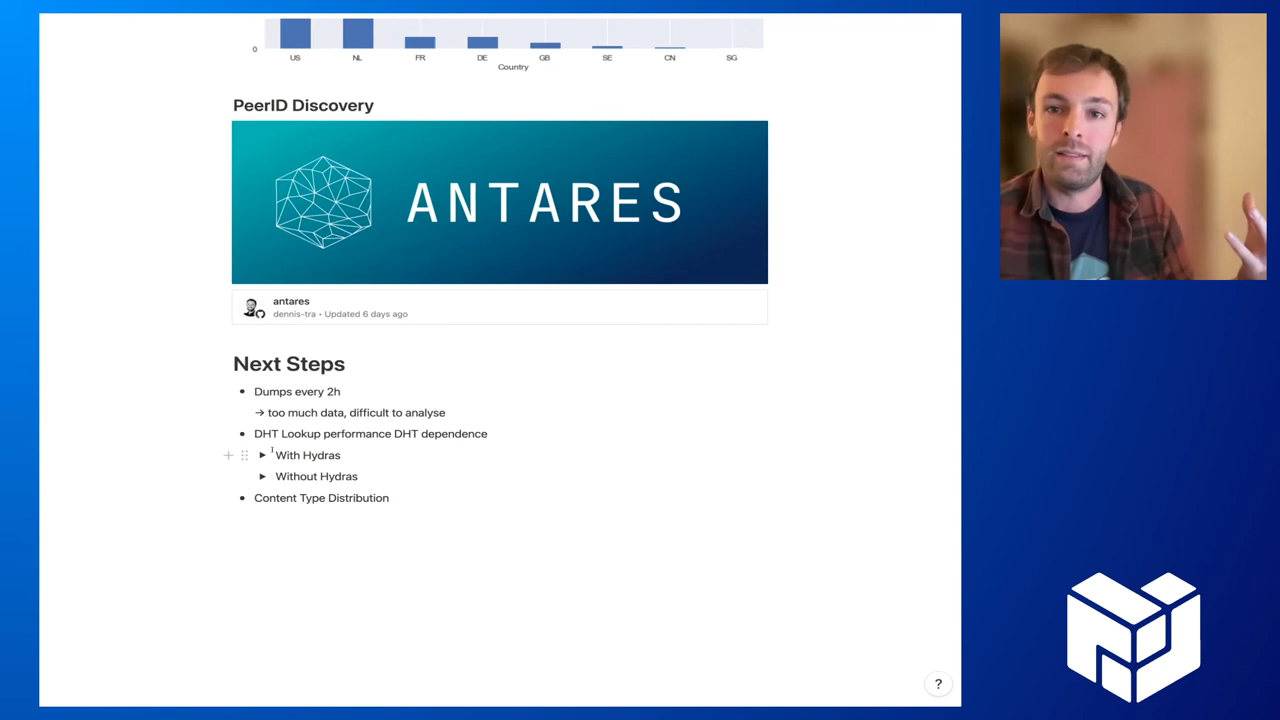 0
US NL FR DE GB SE CN SG
Country
PeerID Discovery
ANTARES
antares
dennis-tra • Updated 6 days ago
Next Steps
• Dumps every 2h
→ too much data, difficult to analyse
• DHT Lookup performance DHT dependence
▶ With Hydras
▶ Without Hydras
• Content Type Distribution
?